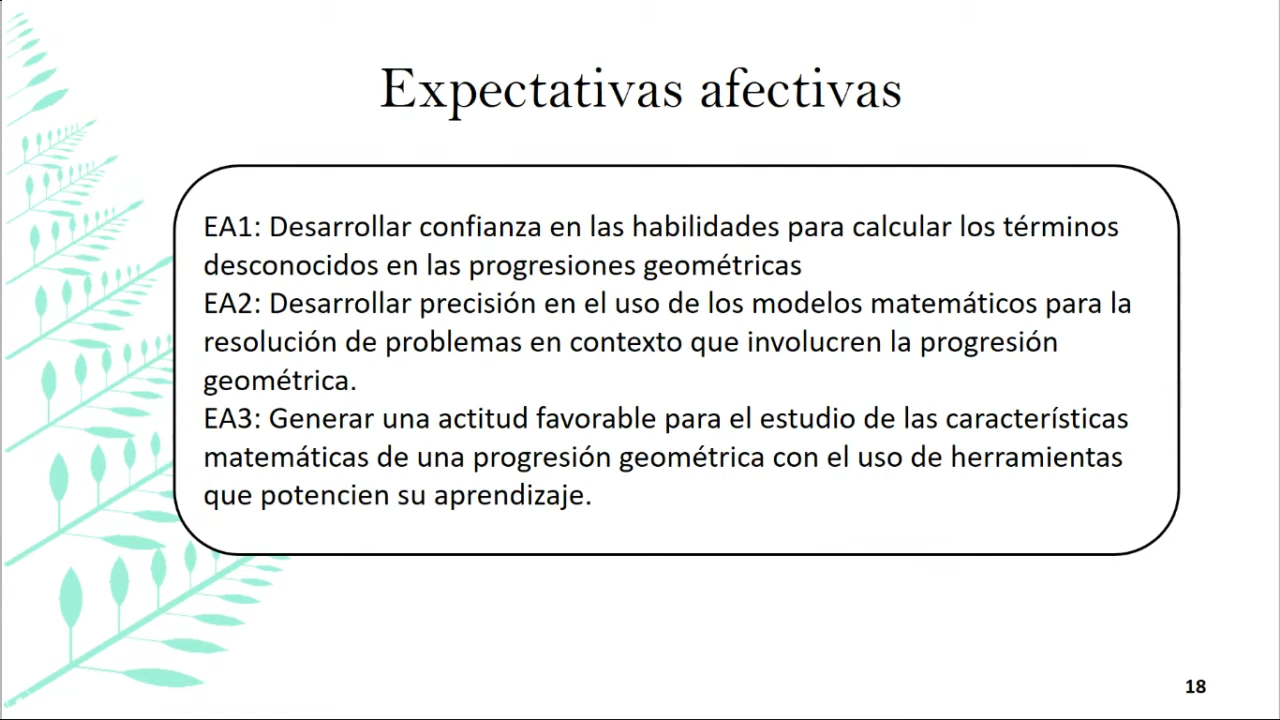 Expectativas afectivas
EA1: Desarrollar confianza en las habilidades para calcular los términos
desconocidos en las progresiones geométricas
EA2: Desarrollar precisión en el uso de los modelos matemáticos para la
resolución de problemas en contexto que involucren la progresión
geométrica.
EA3: Generar una actitud favorable para el estudio de las características
matemáticas de una progresión geométrica con el uso de herramientas
que potencien su aprendizaje.
18